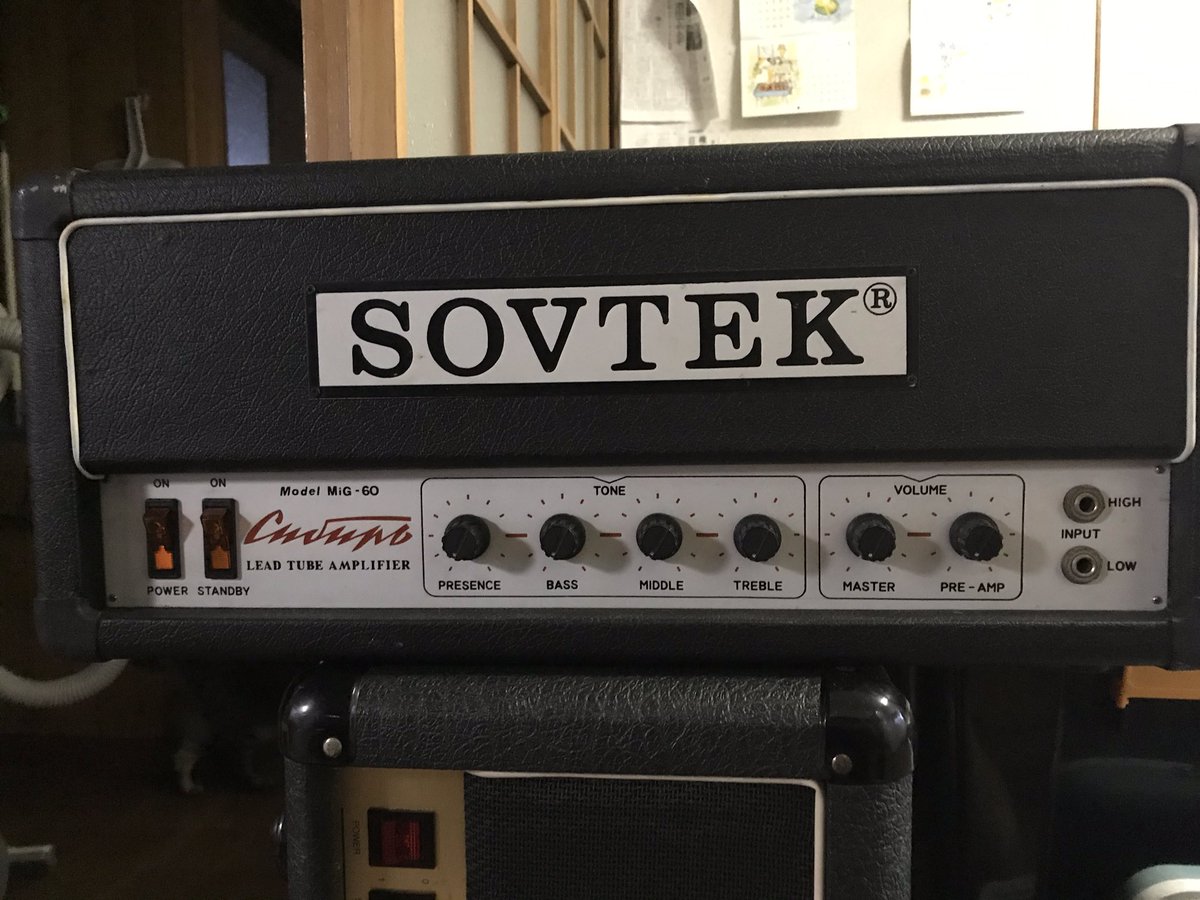 SOVTEK®
ON
ON
Model MiG-60
Сибирь
LEAD TUBE AMPLIFIER
POWER
STANDBY
TONE
PRESENCE
BASS
MIDDLE
TREBLE
VOLUME
MASTER
PRE-AMP
HIGH
INPUT
LOW
POWER